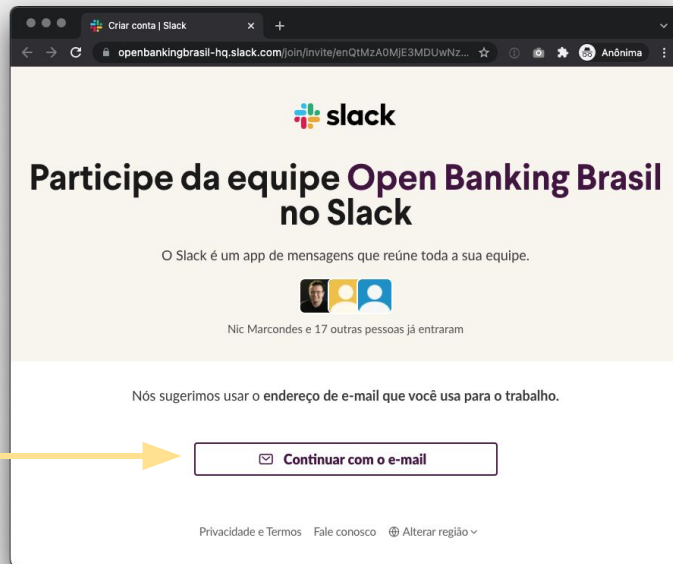 Criar conta | Slack
openbankingbrasil-hq.slack.com/join/invite/enQtMzA0MjE3MDUwNz...
Anônima
slack
Participe da equipe Open Banking Brasil
no Slack
O Slack é um app de mensagens que reúne toda a sua equipe.
Nic Marcondes e 17 outras pessoas já entraram
Nós sugerimos usar o endereço de e-mail que você usa para o trabalho.
Continuar com o e-mail
Privacidade e Termos Fale conosco Alterar região